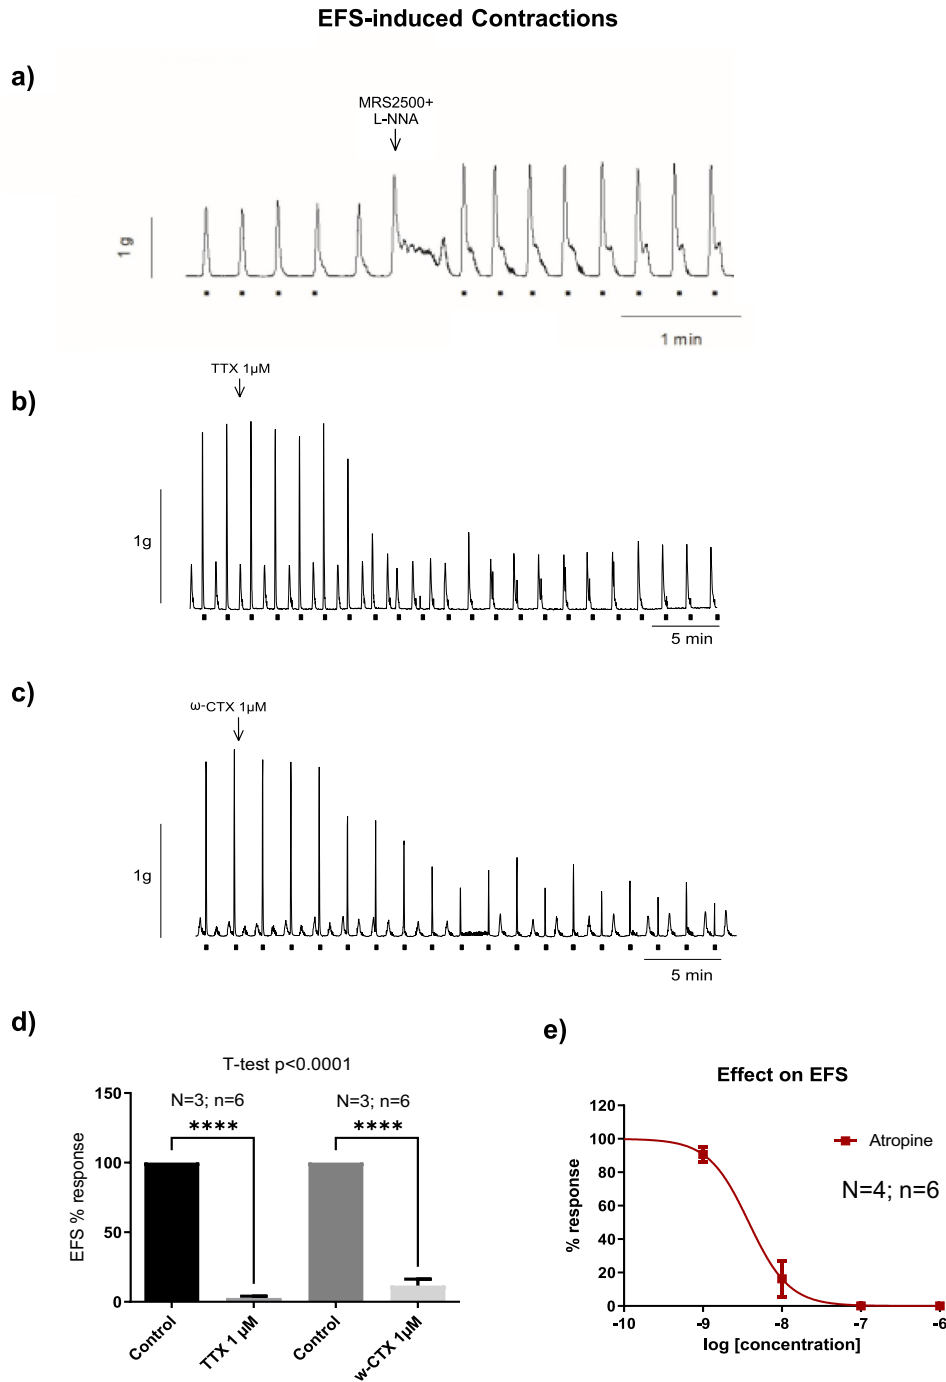 EFS-induced Contractions
a)
MRS2500+
L-NNA
1 g
1 min
TTX 1µM
b)
1g
5 min
c)
ω-CTX 1µM
1g
5 min
d)
e)
T-test p<0.0001
Effect on EFS
150
N=3; n=6
N=3; n=6
****
****
100
50
0
EFS % response
Control
TTX 1 µM
Control
w-CTX 1µM
120
100
80
60
40
20
0
% response
Atropine
N=4; n=6
-10
-9
-8
-7
-6
log [concentration]